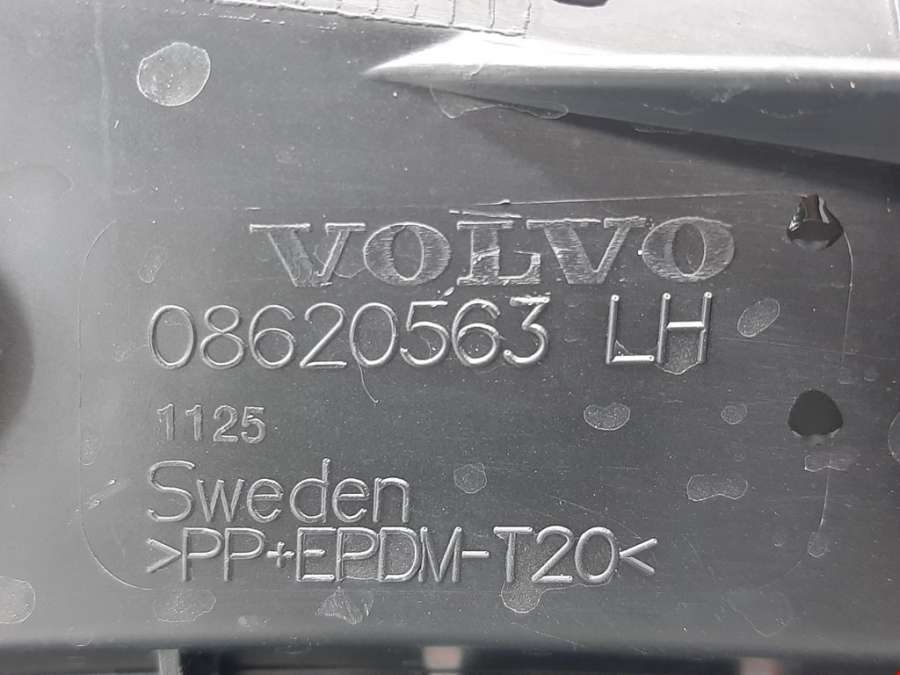 VOLVO
08620563 LH
1125
Sweden
>PP+EPDM-T20<